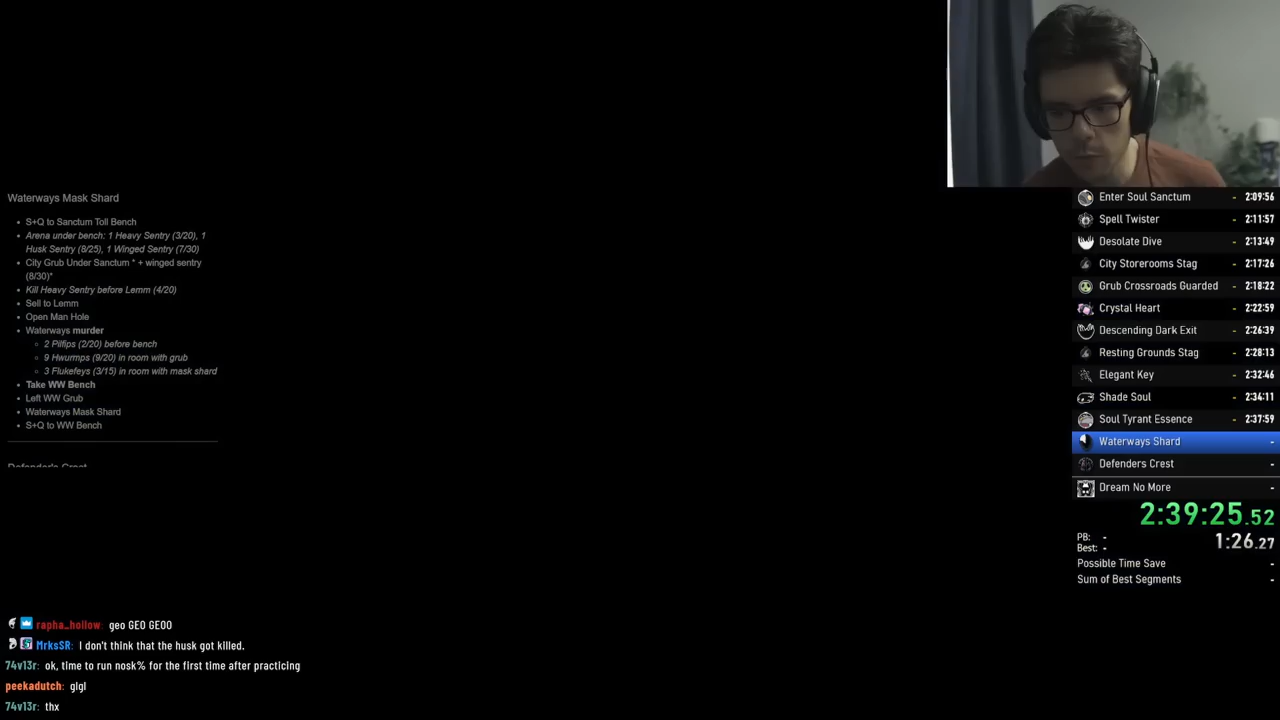 Waterways Mask Shard
S+Q to Sanctum Toll Bench
Arena under bench: 1 Heavy Sentry (3/20), 1
Husk Sentry (8/25), 1 Winged Sentry (7/30)
City Grub Under Sanctum * + winged sentry
(8/30)*
Kill Heavy Sentry before Lemm (4/20)
Sell to Lemm
Open Man Hole
Waterways murder
2 Pilfips (2/20) before bench
9 Hwurmps (9/20) in room with grub
3 Flukefeys (3/15) in room with mask shard
Take WW Bench
Left WW Grub
Waterways Mask Shard
S+Q to WW Bench
Defender's Crest
Enter Soul Sanctum - 2:09:56
Spell Twister - 2:11:57
Desolate Dive - 2:13:49
City Storerooms Stag - 2:17:26
Grub Crossroads Guarded - 2:18:22
Crystal Heart - 2:22:59
Descending Dark Exit - 2:26:39
Resting Grounds Stag - 2:28:13
Elegant Key - 2:32:46
Shade Soul - 2:34:11
Soul Tyrant Essence - 2:37:59
Waterways Shard -
Defenders Crest -
Dream No More -
2:39:25.52
PB: - 1:26.27
Best: -
Possible Time Save -
Sum of Best Segments -
rapha_hollow: geo GEO GEOO
MrksSR: I don't think that the husk got killed.
74v13r: ok, time to run nosk% for the first time after practicing
peekadutch: glgl
74v13r: thx